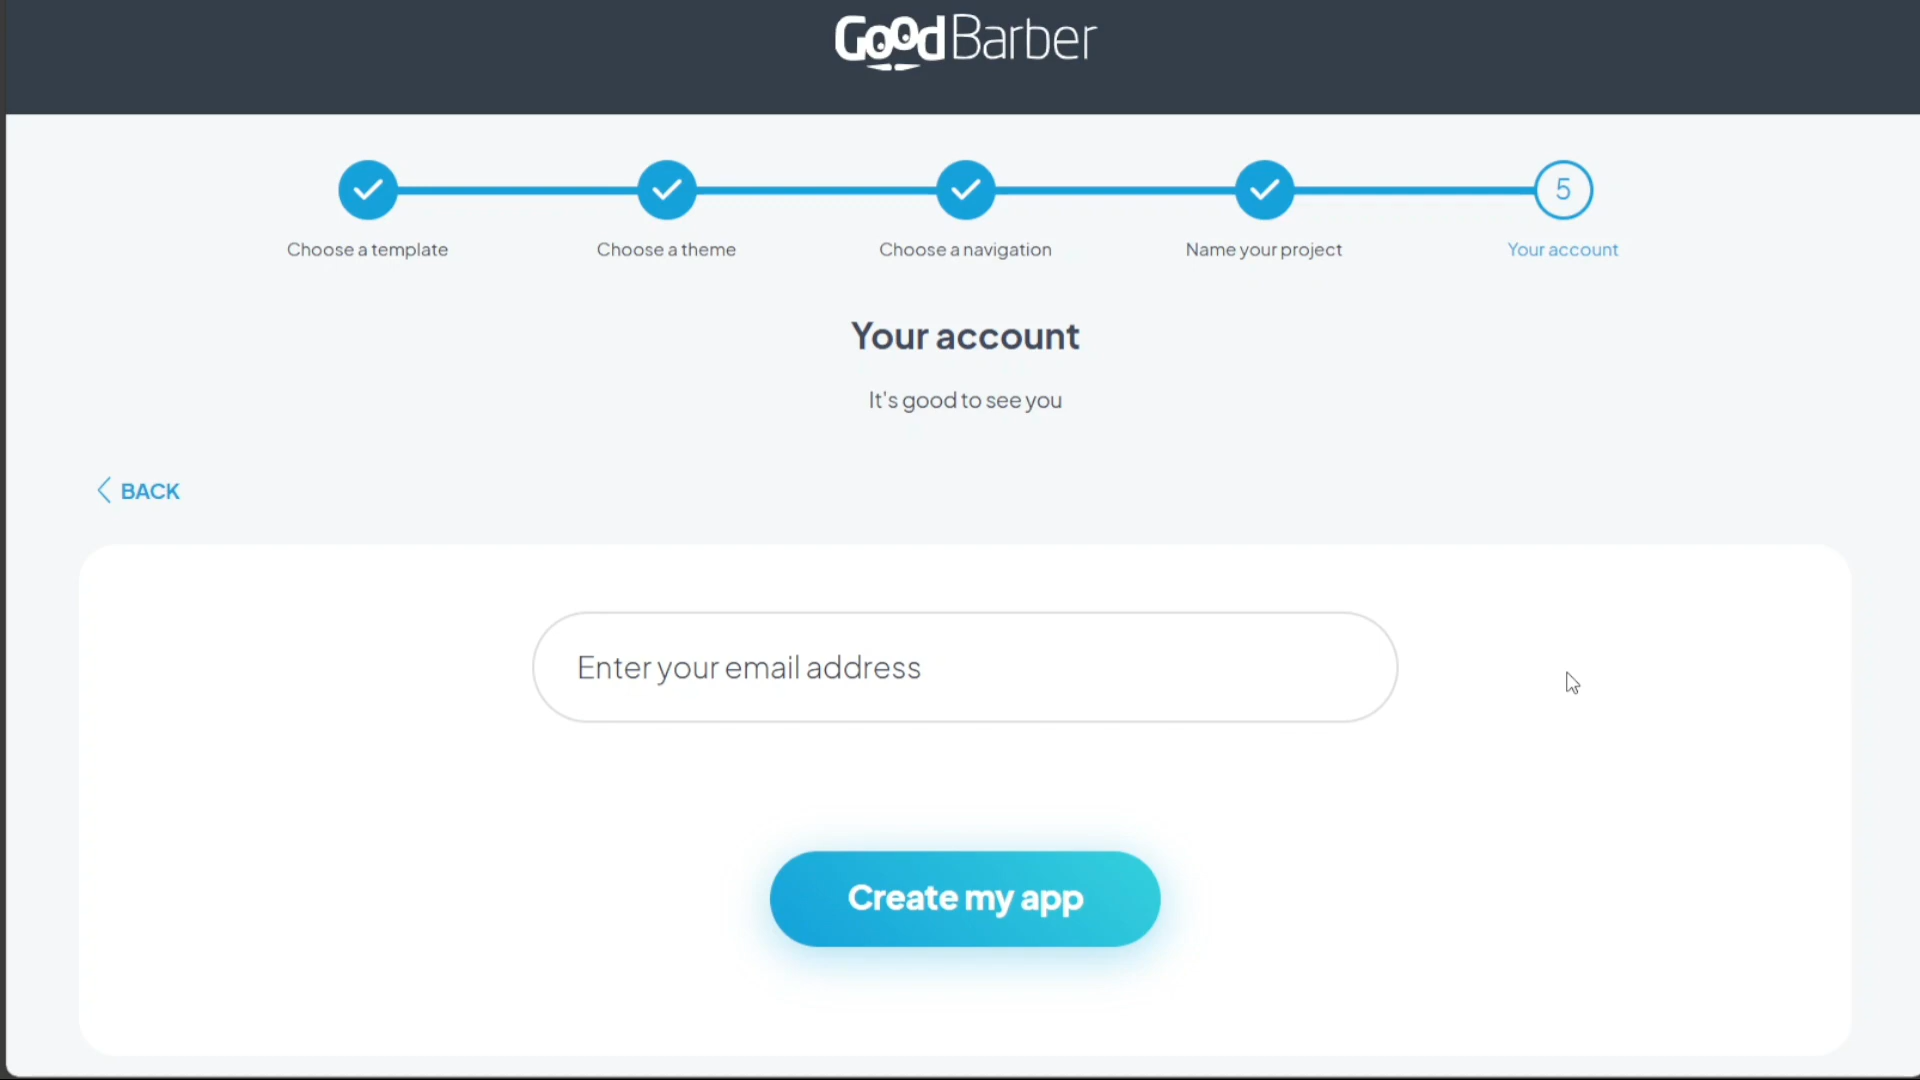 GoodBarber
5
Choose a template
Choose a theme
Choose a navigation
Name your project
Your account
Your account
It's good to see you
BACK
Enter your email address
Create my app